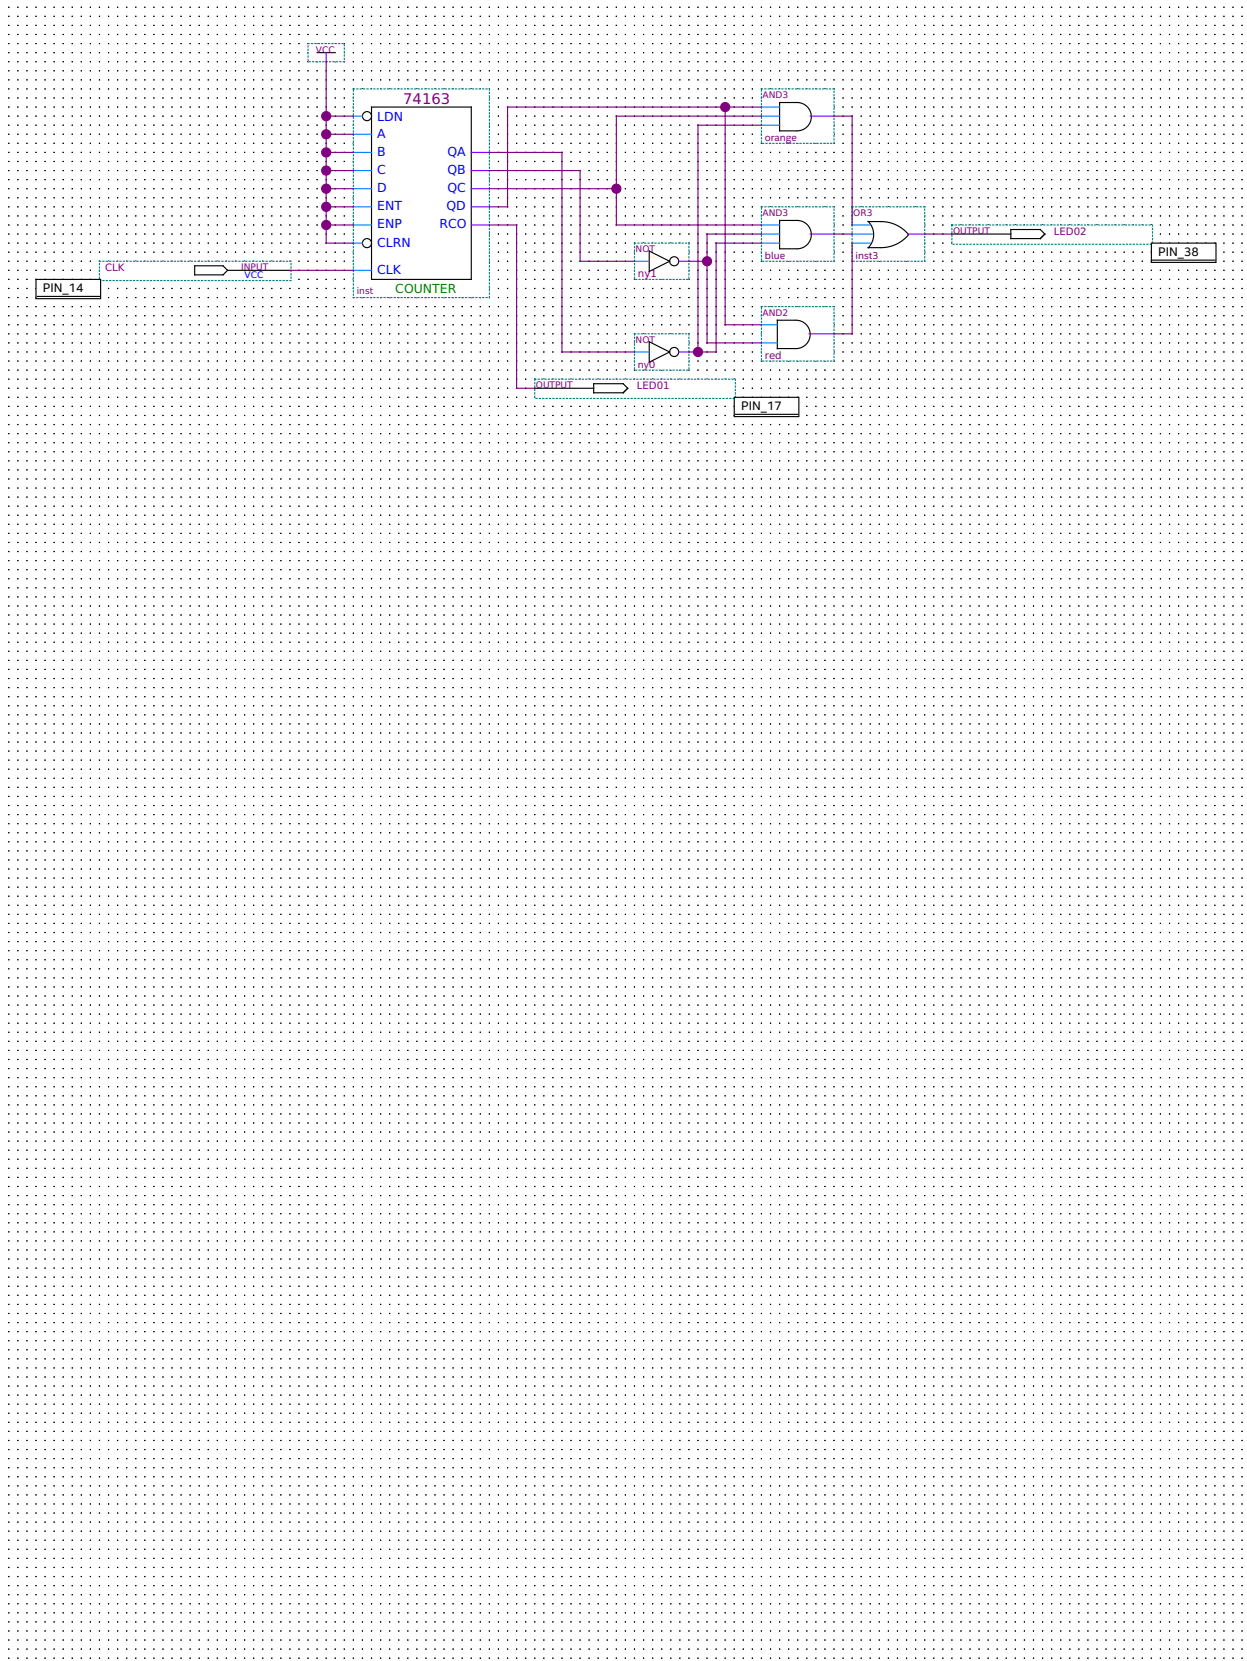 VCC
74163
LDN
A
B
C
D
ENT
ENP
CLRN
CLK
QA
QB
QC
QD
RCO
inst
COUNTER
CLK
INPUT
VCC
PIN_14
NOT
ny1
NOT
ny0
AND3
orange
AND3
blue
AND2
red
OR3
inst3
OUTPUT
LED02
PIN_38
OUTPUT
LED01
PIN_17